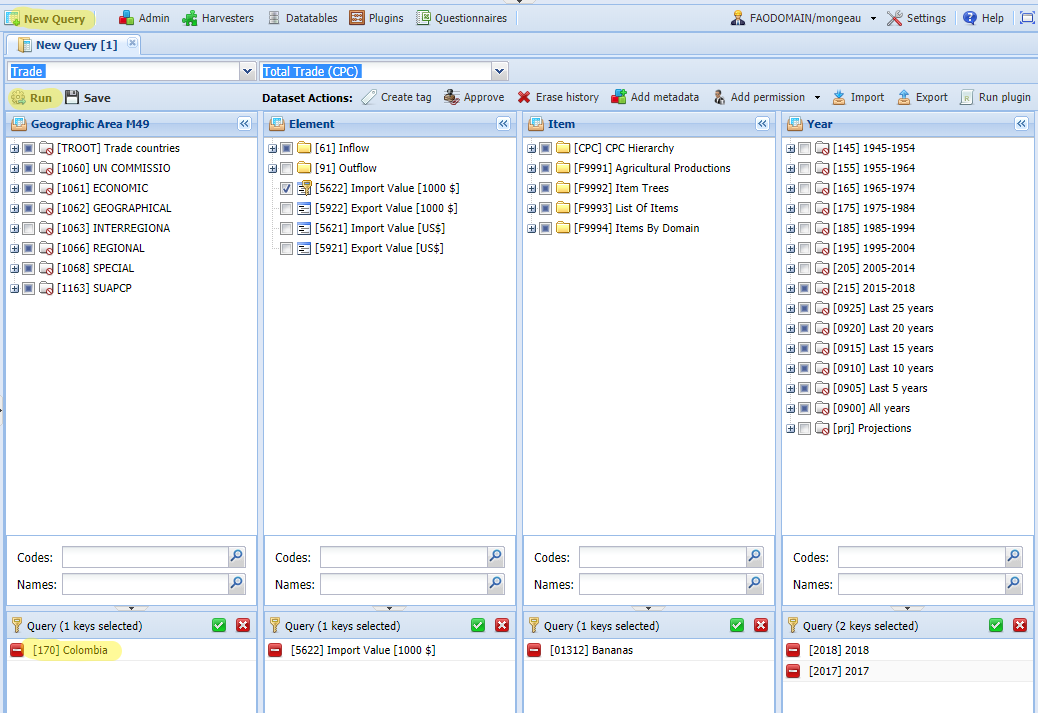 New Query Admin Harvesters Datatables Plugins Questionnaires FAODOMAIN/mongeau Settings Help
New Query [1]
Trade Total Trade (CPC)
Run Save Dataset Actions: Create tag Approve Erase history Add metadata Add permission Import Export Run plugin
Geographic Area M49
[TROOT] Trade countries
[1060] UN COMMISSIO
[1061] ECONOMIC
[1062] GEOGRAPHICAL
[1063] INTERREGIONA
[1066] REGIONAL
[1068] SPECIAL
[1163] SUAPCP
Codes:
Names:
Query (1 keys selected)
[170] Colombia
Element
[61] Inflow
[91] Outflow
[5622] Import Value [1000 $]
[5922] Export Value [1000 $]
[5621] Import Value [US$]
[5921] Export Value [US$]
Codes:
Names:
Query (1 keys selected)
[5622] Import Value [1000 $]
Item
[CPC] CPC Hierarchy
[F9991] Agricultural Productions
[F9992] Item Trees
[F9993] List Of Items
[F9994] Items By Domain
Codes:
Names:
Query (1 keys selected)
[01312] Bananas
Year
[145] 1945-1954
[155] 1955-1964
[165] 1965-1974
[175] 1975-1984
[185] 1985-1994
[195] 1995-2004
[205] 2005-2014
[215] 2015-2018
[0925] Last 25 years
[0920] Last 20 years
[0915] Last 15 years
[0910] Last 10 years
[0905] Last 5 years
[0900] All years
[prj] Projections
Codes:
Names:
Query (2 keys selected)
[2018] 2018
[2017] 2017